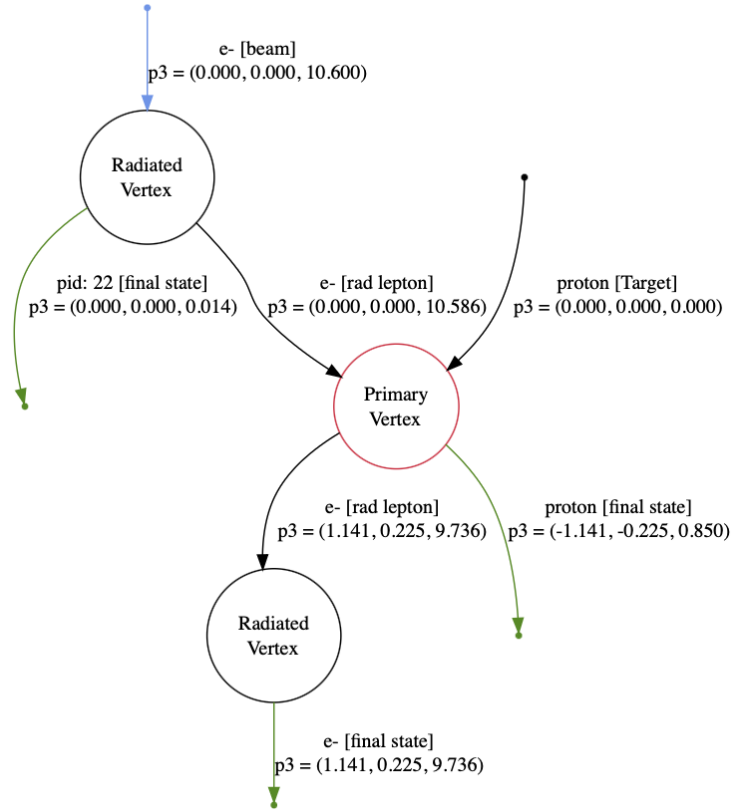 e- [beam]
p3 = (0.000, 0.000, 10.600)
Radiated
Vertex
pid: 22 [final state]
p3 = (0.000, 0.000, 0.014)
e- [rad lepton]
p3 = (0.000, 0.000, 10.586)
proton [Target]
p3 = (0.000, 0.000, 0.000)
Primary
Vertex
e- [rad lepton]
p3 = (1.141, 0.225, 9.736)
proton [final state]
p3 = (-1.141, -0.225, 0.850)
Radiated
Vertex
e- [final state]
p3 = (1.141, 0.225, 9.736)